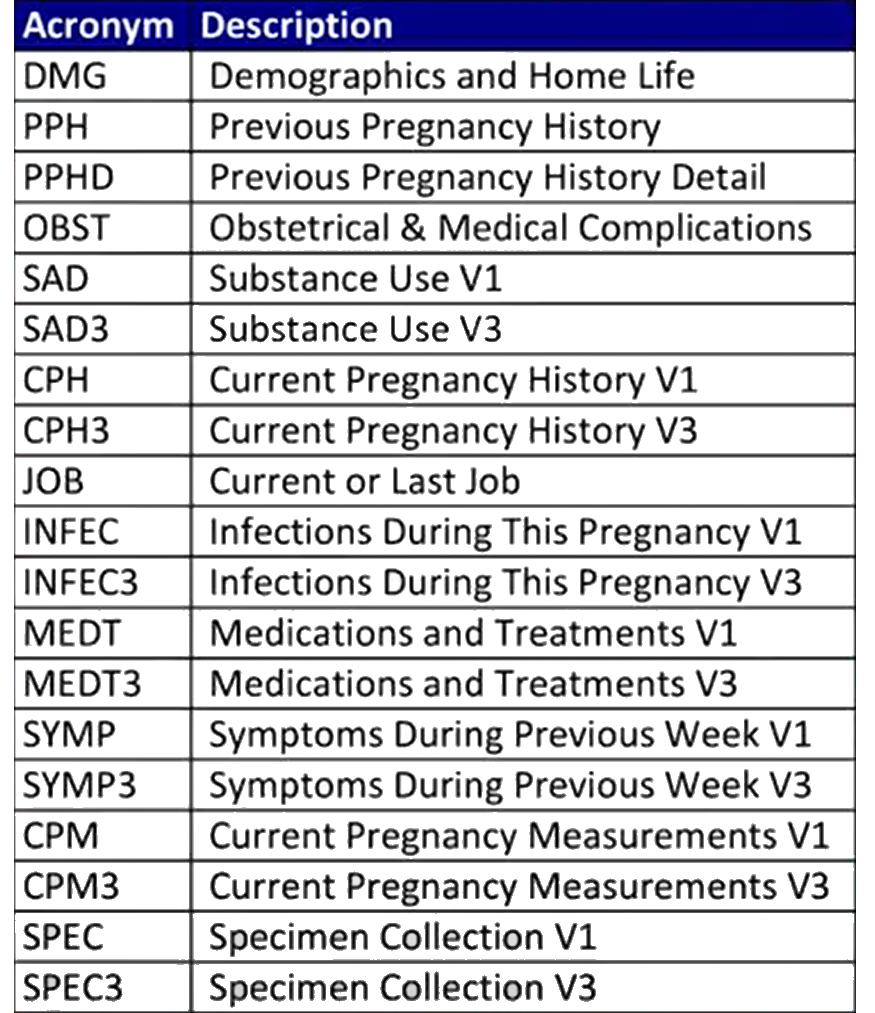 Acronym Description
DMG Demographics and Home Life
PPH Previous Pregnancy History
PPHD Previous Pregnancy History Detail
OBST Obstetrical & Medical Complications
SAD Substance Use V1
SAD3 Substance Use V3
CPH Current Pregnancy History V1
CPH3 Current Pregnancy History V3
JOB Current or Last Job
INFEC Infections During This Pregnancy V1
INFEC3 Infections During This Pregnancy V3
MEDT Medications and Treatments V1
MEDT3 Medications and Treatments V3
SYMP Symptoms During Previous Week V1
SYMP3 Symptoms During Previous Week V3
CPM Current Pregnancy Measurements V1
CPM3 Current Pregnancy Measurements V3
SPEC Specimen Collection V1
SPEC3 Specimen Collection V3